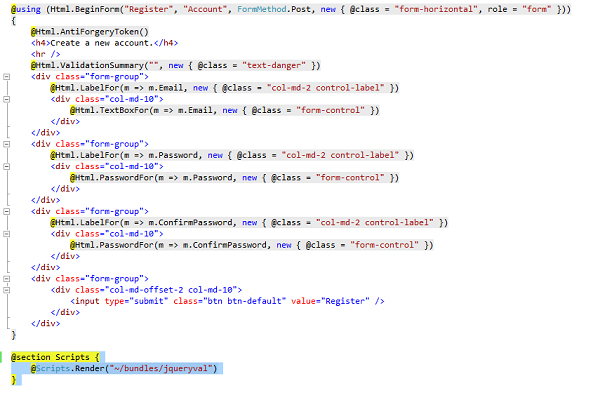 @using (Html.BeginForm("Register", "Account", FormMethod.Post, new { @class = "form-horizontal", role = "form" }))
{
    @Html.AntiForgeryToken()
    <h4>Create a new account.</h4>
    <hr />
    @Html.ValidationSummary("", new { @class = "text-danger" })
    <div class="form-group">
        @Html.LabelFor(m => m.Email, new { @class = "col-md-2 control-label" })
        <div class="col-md-10">
            @Html.TextBoxFor(m => m.Email, new { @class = "form-control" })
        </div>
    </div>
    <div class="form-group">
        @Html.LabelFor(m => m.Password, new { @class = "col-md-2 control-label" })
        <div class="col-md-10">
            @Html.PasswordFor(m => m.Password, new { @class = "form-control" })
        </div>
    </div>
    <div class="form-group">
        @Html.LabelFor(m => m.ConfirmPassword, new { @class = "col-md-2 control-label" })
        <div class="col-md-10">
            @Html.PasswordFor(m => m.ConfirmPassword, new { @class = "form-control" })
        </div>
    </div>
    <div class="form-group">
        <div class="col-md-offset-2 col-md-10">
            <input type="submit" class="btn btn-default" value="Register" />
        </div>
    </div>
}
@section Scripts {
    @Scripts.Render("~/bundles/jqueryval")
}